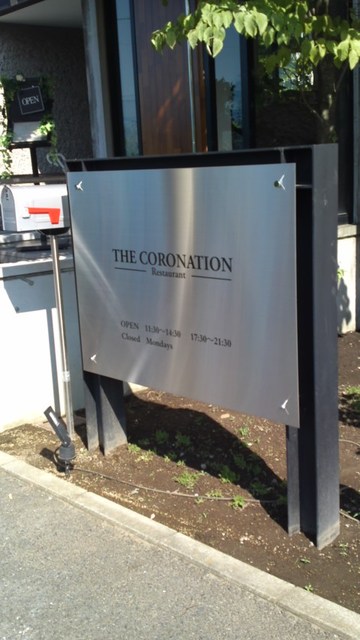 OPEN
THE CORONATION
Restaurant
OPEN 11:30~14:30 17:30~21:30
Closed Mondays